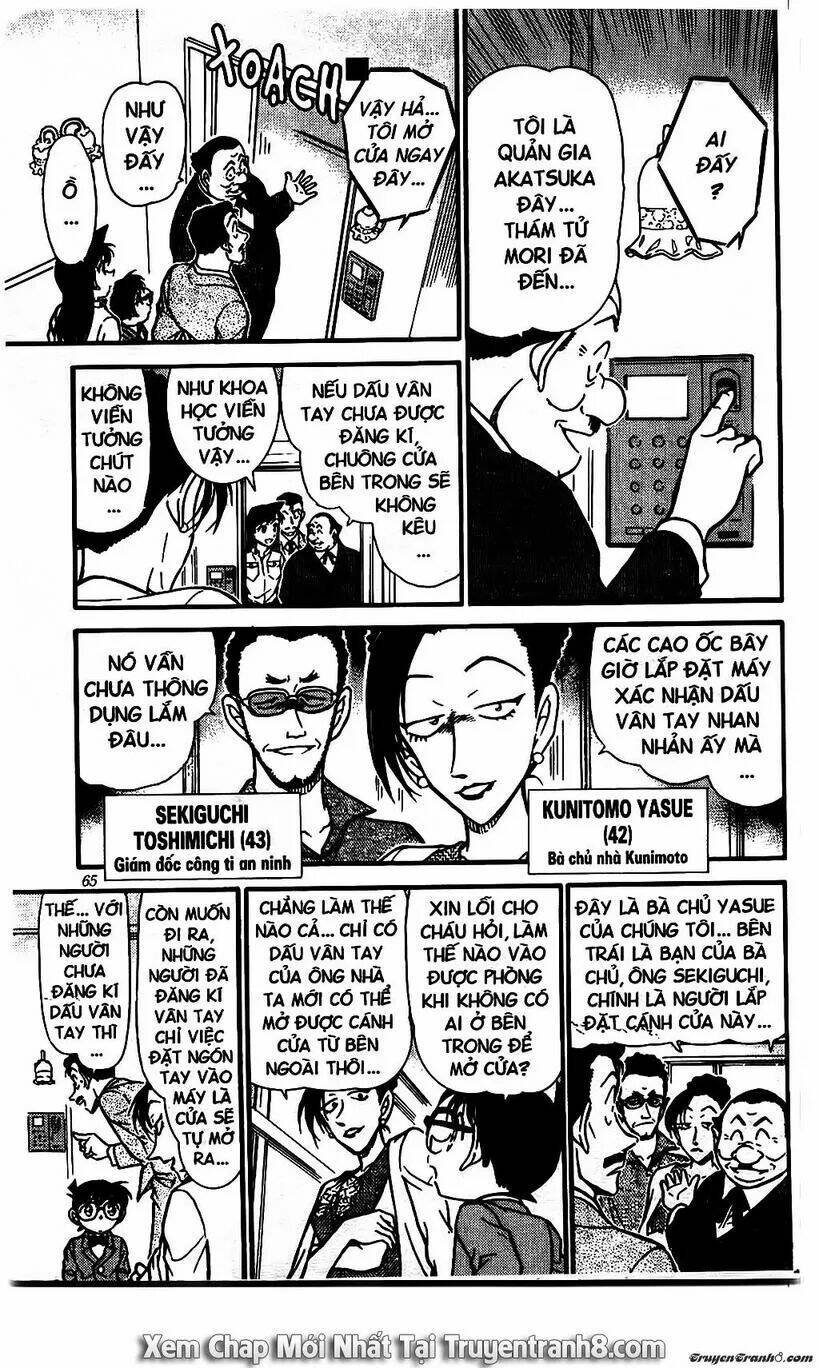 AI
ĐẤY
?
TÔI LÀ
QUẢN GIA
AKATSUKA
ĐÂY...
THÁM TỬ
MORI ĐÃ
ĐẾN...
XOẠCH
VẬY HẢ...
TÔI MỞ
CỬA NGAY
ĐÂY...
NHƯ
VẬY
ĐẤY
...
Ồ
...
NẾU DẤU VÂN
TAY CHƯA ĐƯỢC
ĐĂNG KÍ,
CHUÔNG CỬA
BÊN TRONG SẼ
KHÔNG
KÊU
...
NHƯ KHOA
HỌC VIỄN
TƯỞNG
VẬY...
KHÔNG
VIỄN
TƯỞNG
CHÚT
NÀO
...
CÁC CAO ỐC BÂY
GIỜ LẮP ĐẶT MÁY
XÁC NHẬN DẤU
VÂN TAY NHAN
NHẢN ẤY MÀ
...
NÓ VẪN
CHƯA THÔNG
DỤNG LẮM
ĐÂU...
KUNITOMO YASUE
(42)
Bà chủ nhà Kunimoto
SEKIGUCHI
TOSHIMICHI (43)
Giám đốc công ti an ninh
65
ĐÂY LÀ BÀ CHỦ YASUE
CỦA CHÚNG TÔI... BÊN
TRÁI LÀ BẠN CỦA BÀ
CHỦ, ÔNG SEKIGUCHI,
CHÍNH LÀ NGƯỜI LẮP
ĐẶT CÁNH CỬA NÀY...
XIN LỖI CHO
CHÁU HỎI, LÀM
THẾ NÀO VÀO
ĐƯỢC PHÒNG
KHI KHÔNG CÓ
AI Ở BÊN
TRONG ĐỂ
MỞ CỬA?
CHẲNG LÀM THẾ
NÀO CẢ... CHỈ CÓ
DẤU VÂN TAY
CỦA ÔNG NHÀ
TA MỚI CÓ THỂ
MỞ ĐƯỢC CÁNH
CỬA TỪ BÊN
NGOÀI THÔI...
CÒN MUỐN
ĐI RA,
NHỮNG
NGƯỜI ĐÃ
ĐĂNG KÍ
VÂN TAY
CHỈ VIỆC
ĐẶT NGÓN
TAY VÀO
MÁY LÀ
CỬA SẼ
TỰ MỞ
RA...
THẾ... VỚI
NHỮNG
NGƯỜI
CHƯA
ĐĂNG KÍ
DẤU VÂN
TAY THÌ
...
Xem Chap Mới Nhất Tại Truyentranh8.com
TruyenTranh8.com